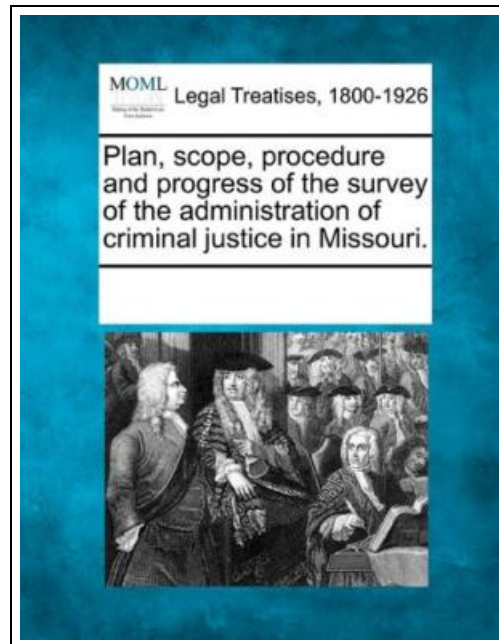 MOML
Legal Treatises, 1800-1926
Plan, scope, procedure
and progress of the survey
of the administration of
criminal justice in Missouri.